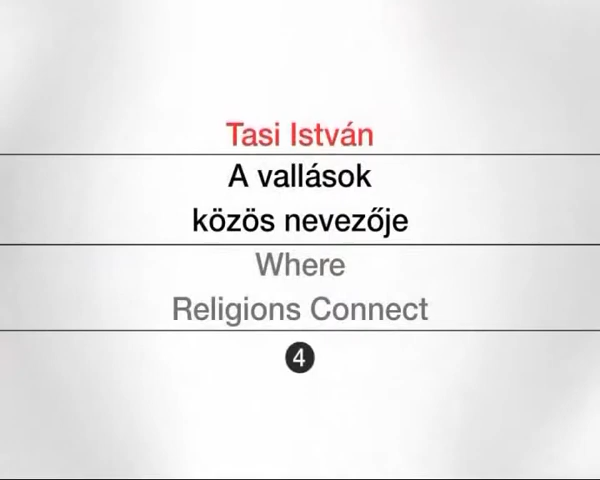 Tasi István
A vallások
közös nevezője
Where
Religions Connect
4